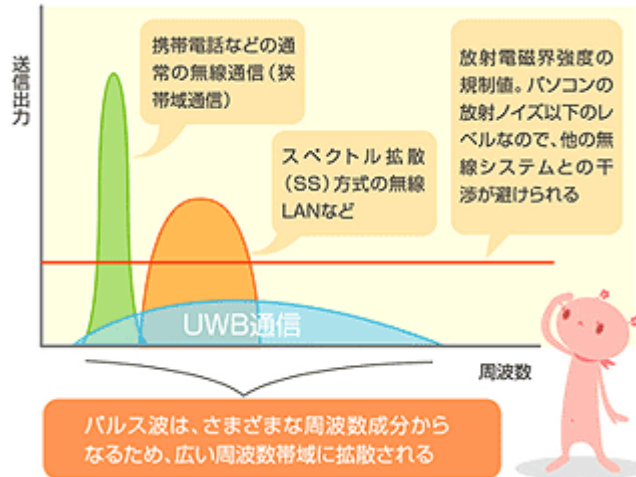 送信出力
携帯電話などの通
常の無線通信(狭
帯域通信)
スペクトル拡散
(SS)方式の無線
LANなど
放射電磁界強度の
規制値。パソコンの
放射ノイズ以下のレ
ベルなので、他の無
線システムとの干
渉が避けられる
UWB通信
周波数
パルス波は、さまざまな周波数成分から
なるため、広い周波数帯域に拡散される